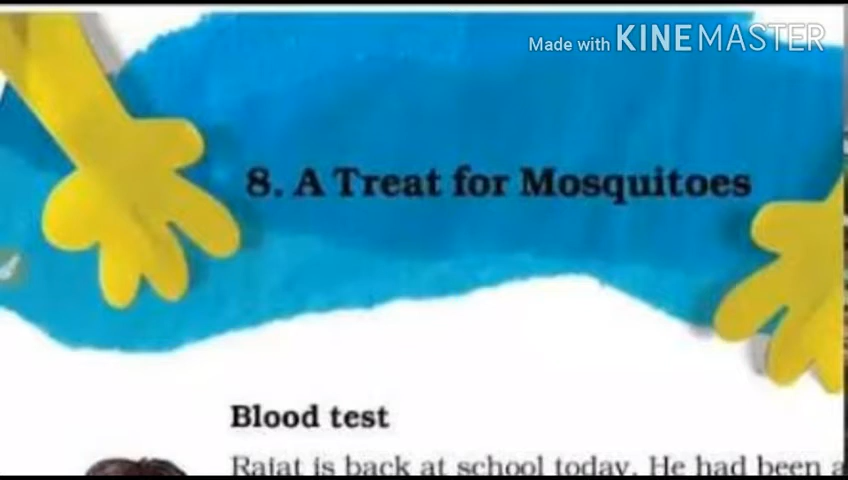 Made with KINEMASTER
8. A Treat for Mosquitoes
Blood test
Rajat is back at school today. He had been